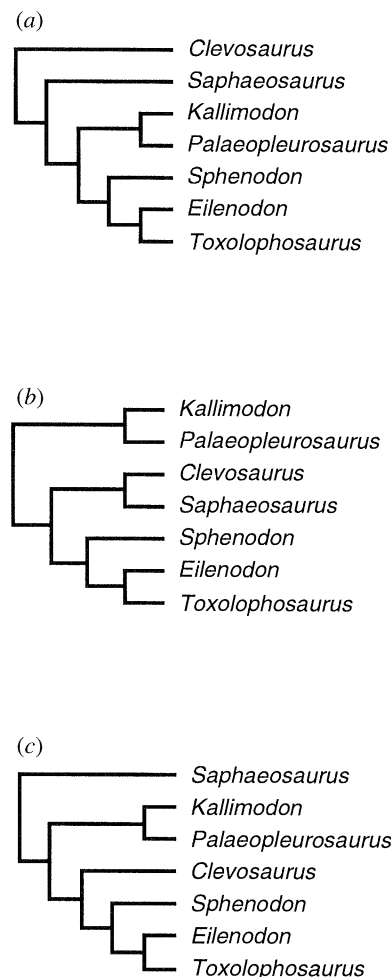 (a)
Clevosaurus
Saphaeosaurus
Kallimodon
Palaeopleurosaurus
Sphenodon
Eilenodon
Toxolophosaurus
(b)
Kallimodon
Palaeopleurosaurus
Clevosaurus
Saphaeosaurus
Sphenodon
Eilenodon
Toxolophosaurus
(c)
Saphaeosaurus
Kallimodon
Palaeopleurosaurus
Clevosaurus
Sphenodon
Eilenodon
Toxolophosaurus